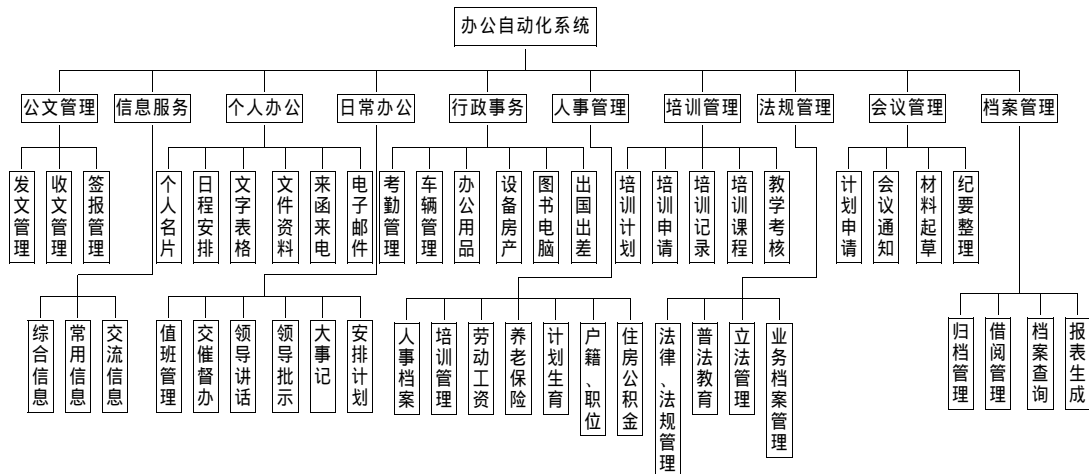 办公自动化系统
公文管理
信息服务
个人办公
日常办公
行政事务
人事管理
培训管理
法规管理
会议管理
档案管理
发文管理
收文管理
签报管理
个人名片
日程安排
文字表格
文件资料
来函来电
电子邮件
考勤管理
车辆管理
办公用品
设备房产
图书电脑
出国出差
培训计划
培训申请
培训记录
培训课程
教学考核
计划申请
会议通知
材料起草
纪要整理
综合信息
常用信息
交流信息
值班管理
交催督办
领导讲话
领导批示
大事记
安排计划
人事档案
培训管理
劳动工资
养老保险
计划生育
户籍、职位
住房公积金
法律、法规管理
普法教育
立法管理
业务档案管理
归档管理
借阅管理
档案查询
报表生成